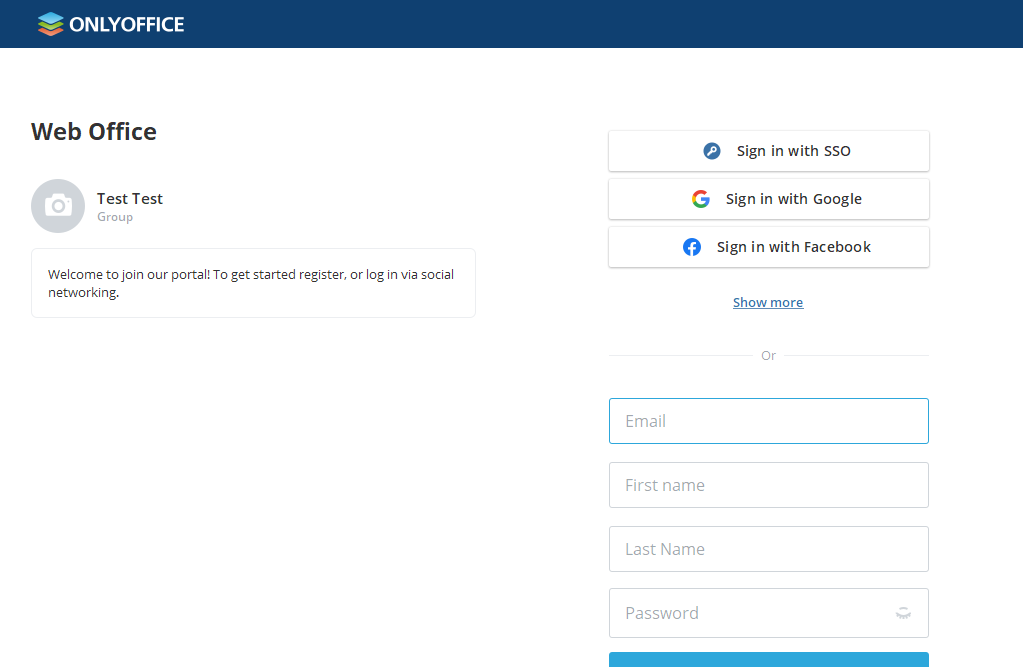 ONLYOFFICE
Web Office
Test Test
Group
Welcome to join our portal! To get started register, or log in via social
networking.
Sign in with SSO
Sign in with Google
Sign in with Facebook
Show more
Or
Email
First name
Last Name
Password